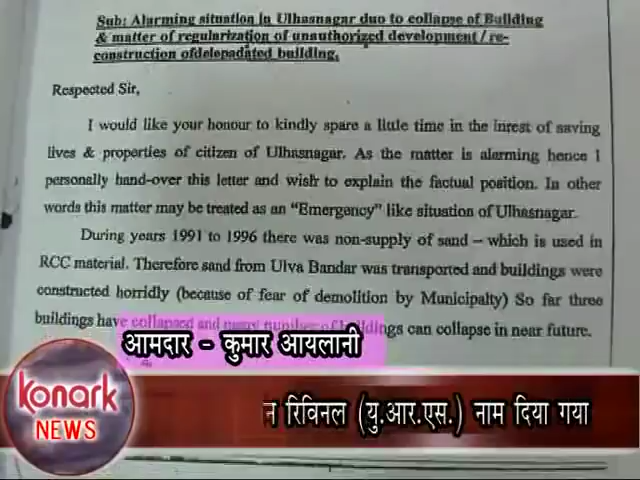 Sub: Alarming situation in Ulhasnagar duo to collapse of Building
& matter of regularization of unauthorized development / re-
construction ofdelepadated building.
Respected Sir,
I would like your honour to kindly spare a little time in the inrest of saving
lives & properties of citizen of Ulhasnagar. As the matter is alarming hence I
personally hand-over this letter and wish to explain the factual position. In other
words this matter may be treated as an "Emergency" like situation of Ulhasnagar.
During years 1991 to 1996 there was non-supply of sand – which is used in
RCC material. Therefore sand from Ulva Bandar was transported and buildings were
constructed horridly (because of fear of demolition by Municipalty) So far three
buildings have collapsed and many number of buildings can collapse in near future.
आमदार - कुमार आयलानी
konark
NEWS
न रिविनल (यु.आर.एस.) नाम दिया गया